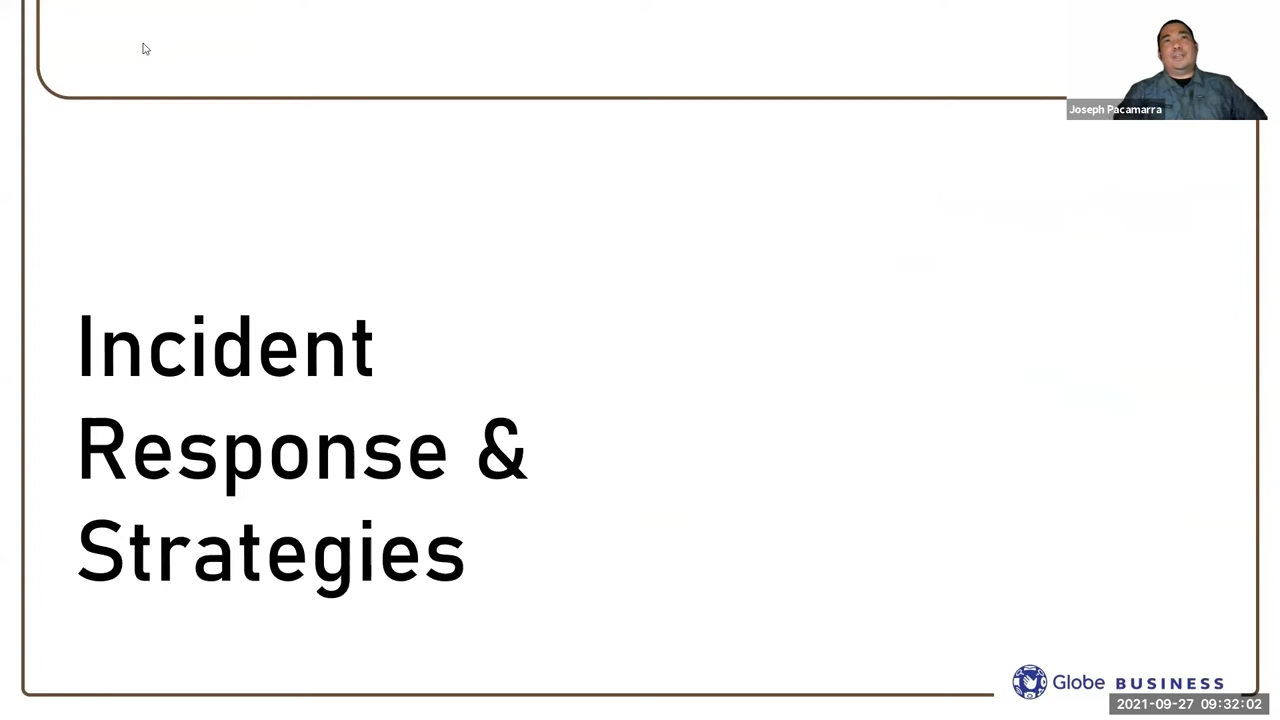 Joseph Pacamarra
Incident
Response &
Strategies
Globe BUSINESS
2021-09-27 09:32:02